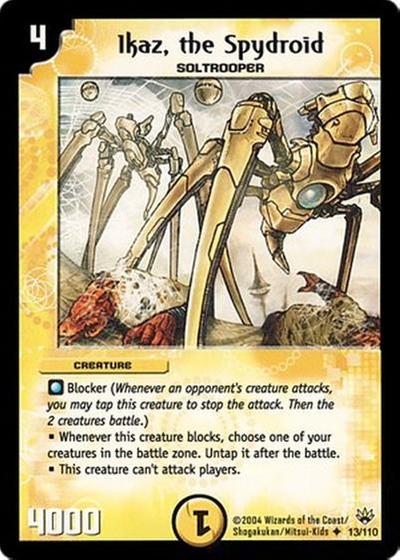 4
Ikaz, the Spydroid
SOLTROOPER
CREATURE
Blocker (Whenever an opponent's creature attacks,
you may tap this creature to stop the attack. Then the
2 creatures battle.)
▪ Whenever this creature blocks, choose one of your
creatures in the battle zone. Untap it after the battle.
▪ This creature can't attack players.
4000
1
©2004 Wizards of the Coast/
Shogakukan/Mitsui-Kids ✦ 13/110